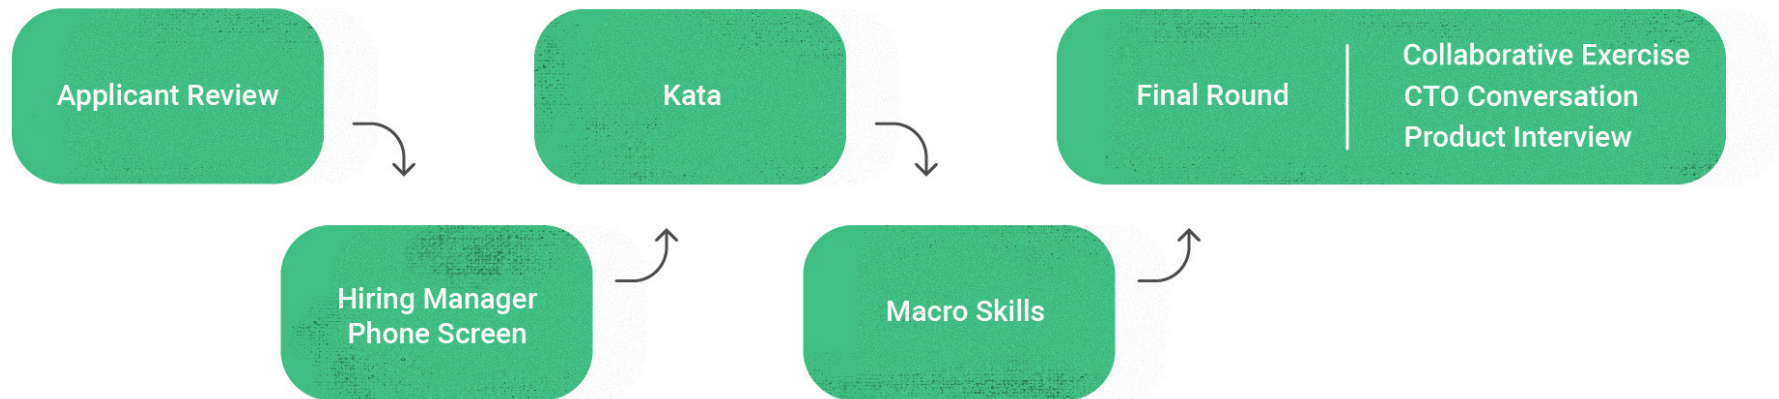 Applicant Review
Hiring Manager
Phone Screen
Kata
Macro Skills
Final Round
Collaborative Exercise
CTO Conversation
Product Interview